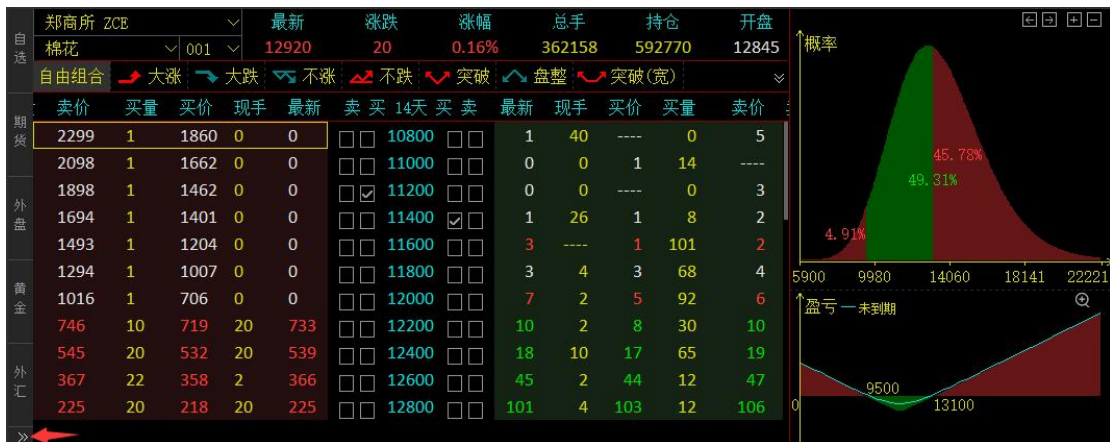 自选
期货
外盘
黄金
外汇
»
郑商所 ZCE 最新 涨跌 涨幅 总手 持仓 开盘
棉花 001 12920 20 0.16% 362158 592770 12845
自由组合 大涨 大跌 不涨 不跌 突破 盘整 突破(宽)
卖价 买量 买价 现手 最新 卖 买 14天 买 卖 最新 现手 买价 买量 卖价
2299 1 1860 0 0 10800 1 40 ---- 0 5
2098 1 1662 0 0 11000 0 0 1 14 ----
1898 1 1462 0 0 11200 0 0 ---- 0 3
1694 1 1401 0 0 11400 1 26 1 8 2
1493 1 1204 0 0 11600 3 ---- 1 101 2
1294 1 1007 0 0 11800 3 4 3 68 4
1016 1 706 0 0 12000 7 2 5 92 6
746 10 719 20 733 12200 10 2 8 30 10
545 20 532 20 539 12400 18 10 17 65 19
367 22 358 2 366 12600 45 2 44 12 47
225 20 218 20 225 12800 101 4 103 12 106
概率
45.78%
49.31%
4.91%
5900 9980 14060 18141 22221
盈亏 未到期
9500
0 13100